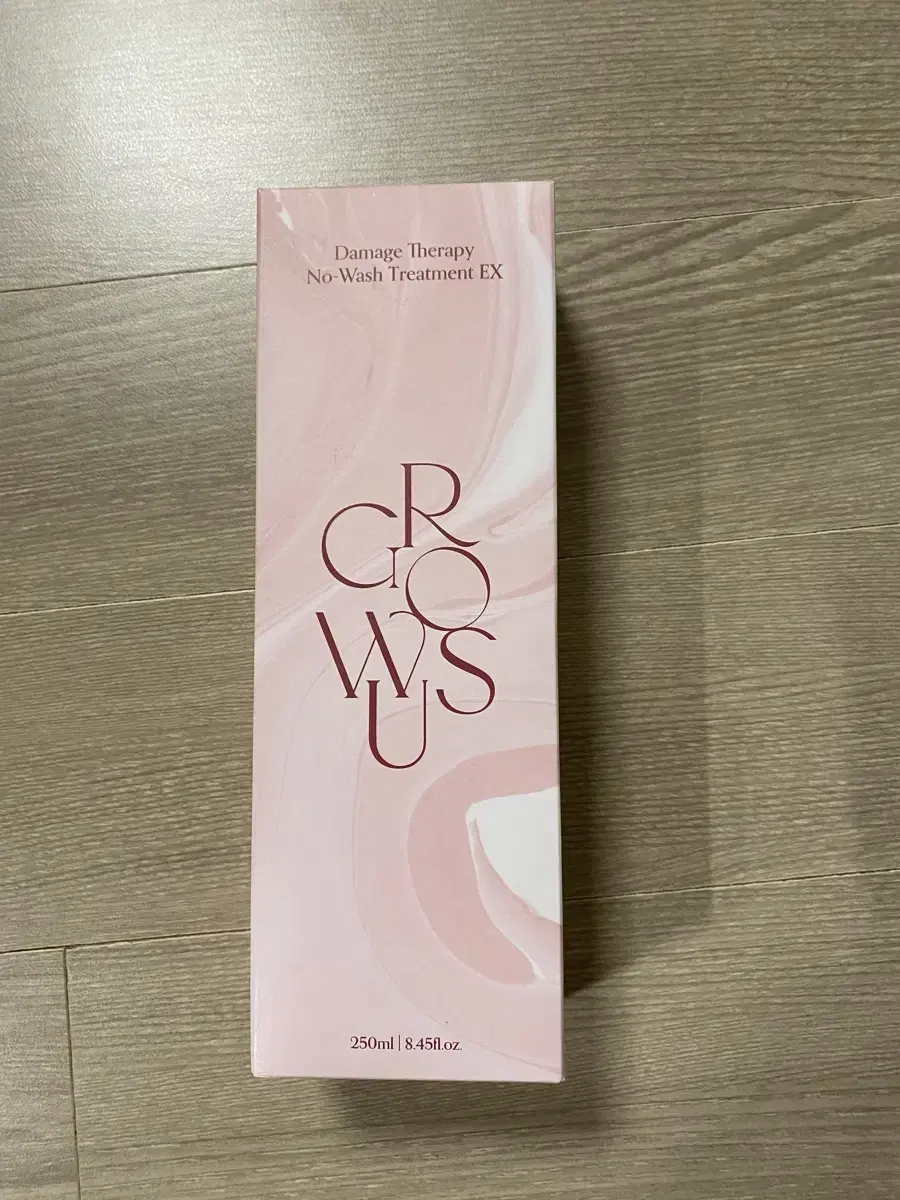 Damage Therapy
No-Wash Treatment EX
GROWUS
250ml | 8.45fl.oz.